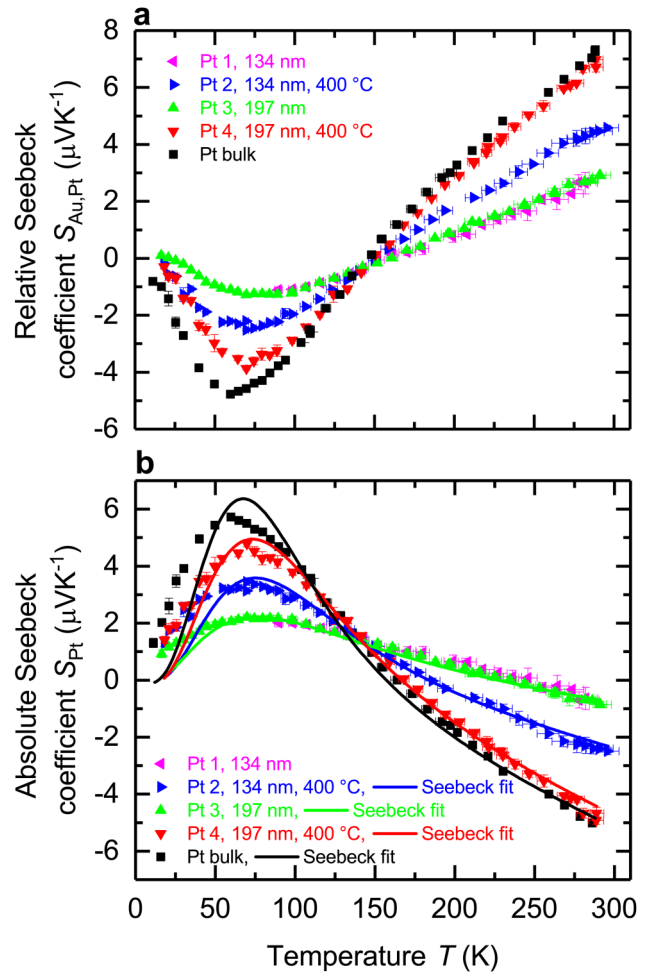 a
8
6
4
2
0
-2
-4
-6
Relative Seebeck
coefficient S_Au,Pt (µVK⁻¹)
Pt 1, 134 nm
Pt 2, 134 nm, 400 °C
Pt 3, 197 nm
Pt 4, 197 nm, 400 °C
Pt bulk
b
6
4
2
0
-2
-4
-6
Absolute Seebeck
coefficient S_Pt (µVK⁻¹)
Pt 1, 134 nm
Pt 2, 134 nm, 400 °C, Seebeck fit
Pt 3, 197 nm, Seebeck fit
Pt 4, 197 nm, 400 °C, Seebeck fit
Pt bulk, Seebeck fit
0 50 100 150 200 250 300
Temperature T (K)